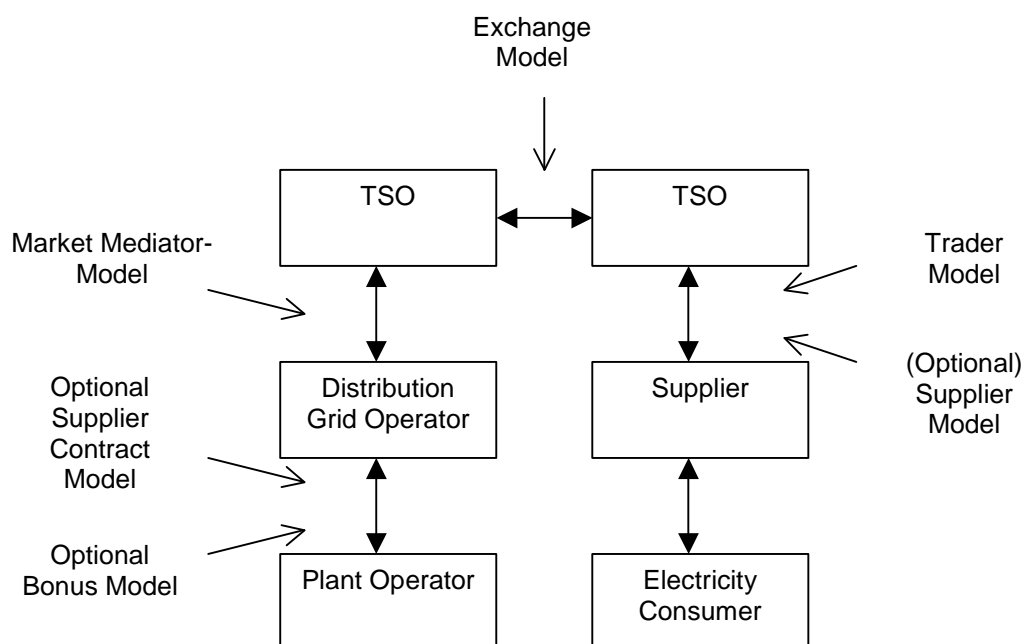 Exchange
Model
TSO
TSO
Market Mediator-
Model
Trader
Model
Optional
Supplier
Contract
Model
Distribution
Grid Operator
Supplier
(Optional)
Supplier
Model
Optional
Bonus Model
Plant Operator
Electricity
Consumer